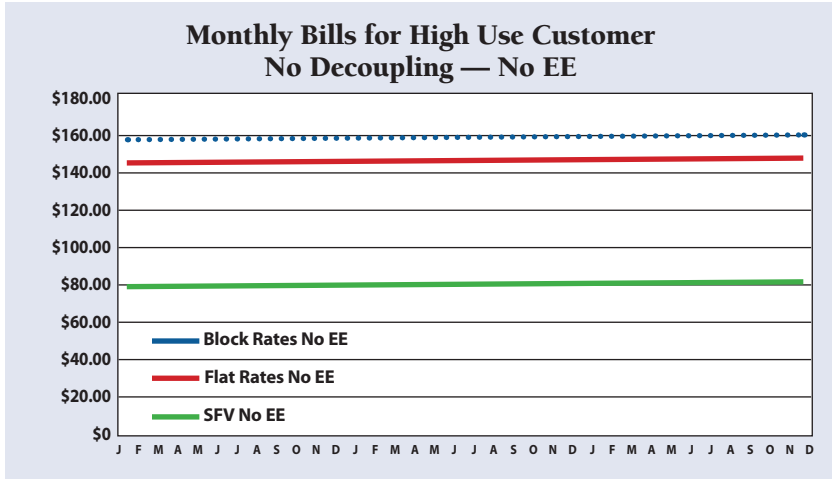 Monthly Bills for High Use Customer
No Decoupling — No EE
$180.00
$160.00
$140.00
$120.00
$100.00
$80.00
$60.00
$40.00
$20.00
$0
Block Rates No EE
Flat Rates No EE
SFV No EE
J F M A M J J A S O N D J F M A M J J S O N D J F M A M J J A S O N D